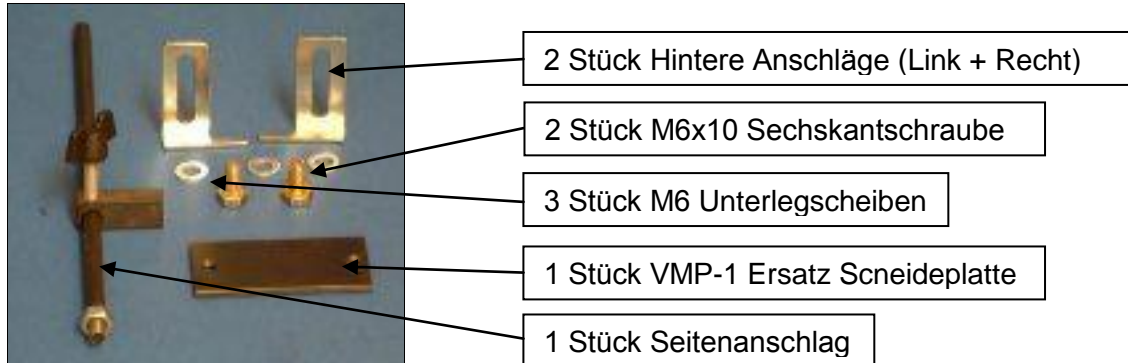 2 Stück Hintere Anschläge (Link + Recht)
2 Stück M6x10 Sechskantschraube
3 Stück M6 Unterlegscheiben
1 Stück VMP-1 Ersatz Scneideplatte
1 Stück Seitenanschlag